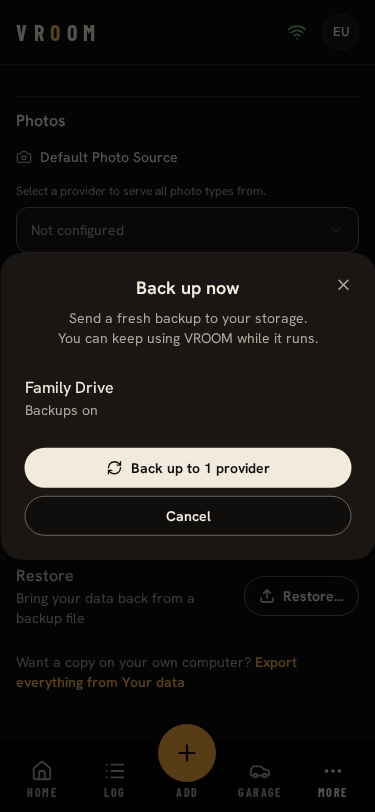 VROOM
EU
Photos
Default Photo Source
Select a provider to serve all photo types from.
Not configured
Back up now
Send a fresh backup to your storage.
You can keep using VROOM while it runs.
Family Drive
Backups on
Back up to 1 provider
Cancel
Restore
Bring your data back from a
backup file
Restore...
Want a copy on your own computer? Export
everything from Your data
HOME
LOG
ADD
GARAGE
MORE